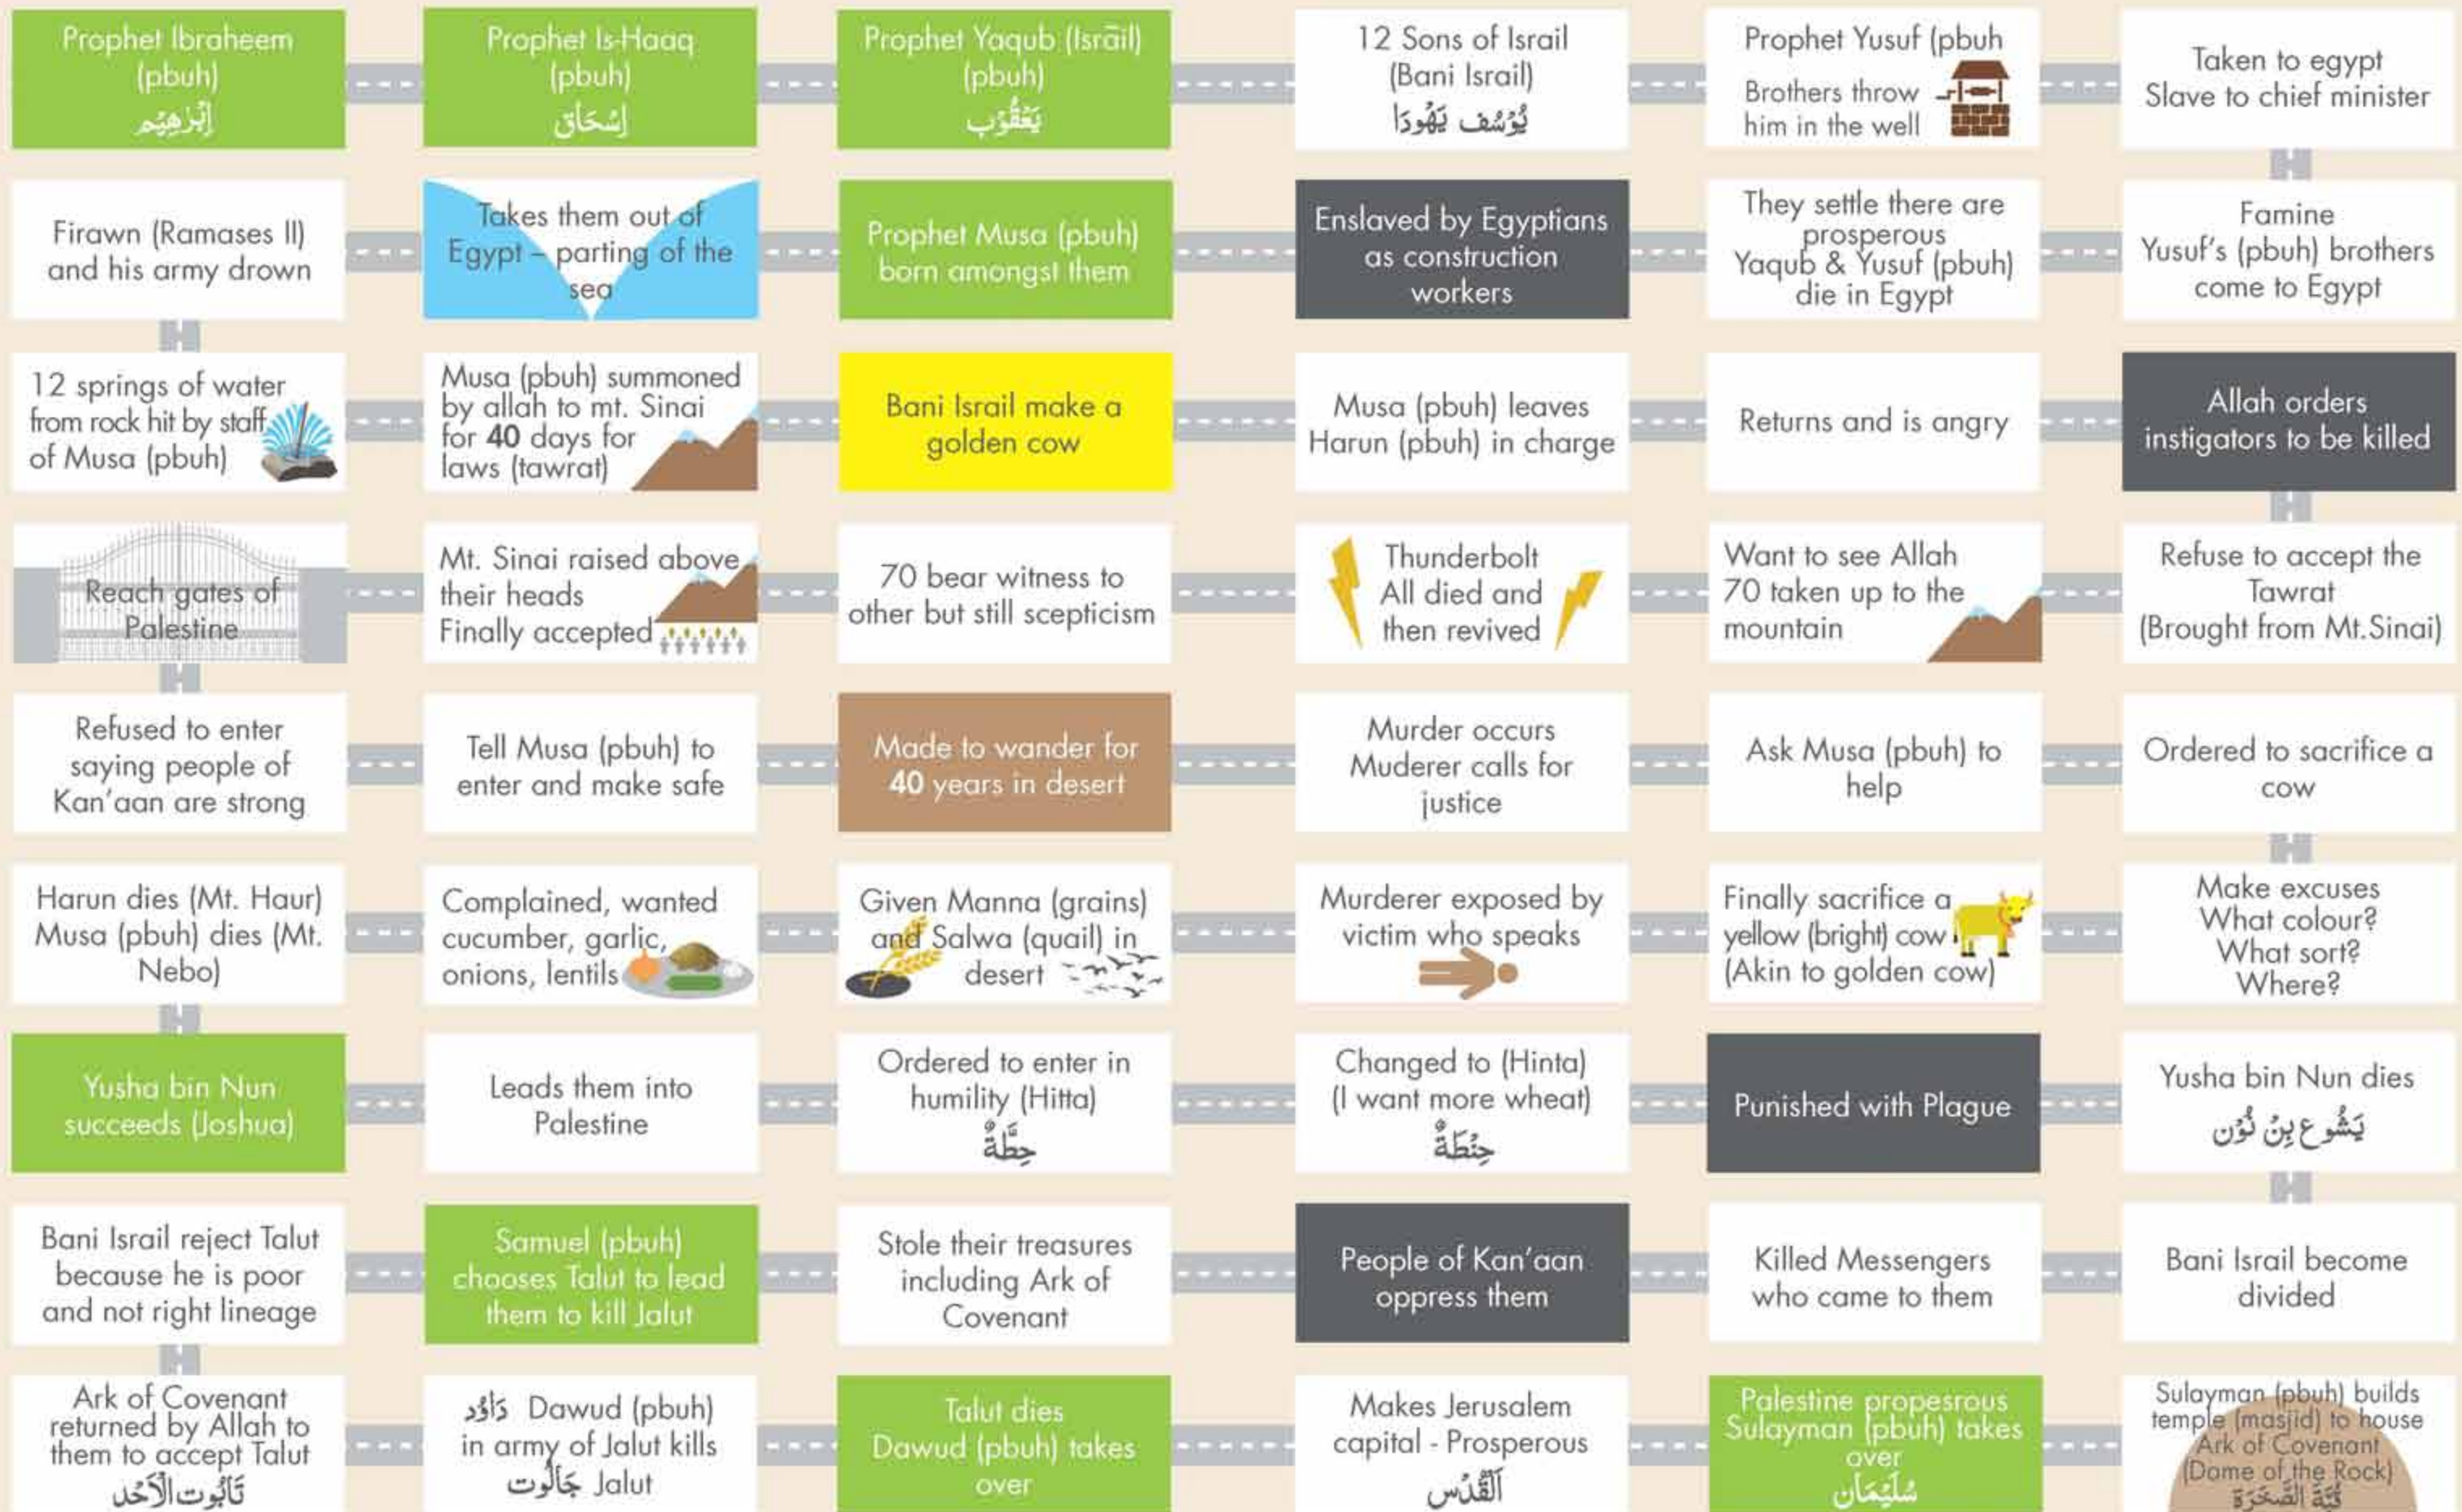 Prophet Ibraheem
(pbuh)
إِبْرٰهِيْم
Prophet Is-Haaq
(pbuh)
إِسْحَاق
Prophet Yaqub (Isrāil)
(pbuh)
يَعْقُوْب
12 Sons of Israil
(Bani Israil)
يُوْسُف يَهُودَا
Prophet Yusuf (pbuh
Brothers throw
him in the well
Taken to egypt
Slave to chief minister
Firawn (Ramases II)
and his army drown
Takes them out of
Egypt – parting of the
sea
Prophet Musa (pbuh)
born amongst them
Enslaved by Egyptians
as construction
workers
They settle there are
prosperous
Yaqub & Yusuf (pbuh)
die in Egypt
Famine
Yusuf's (pbuh) brothers
come to Egypt
12 springs of water
from rock hit by staff
of Musa (pbuh)
Musa (pbuh) summoned
by allah to mt. Sinai
for 40 days for
laws (tawrat)
Bani Israil make a
golden cow
Musa (pbuh) leaves
Harun (pbuh) in charge
Returns and is angry
Allah orders
instigators to be killed
Reach gates of
Palestine
Mt. Sinai raised above
their heads
Finally accepted
70 bear witness to
other but still scepticism
Thunderbolt
All died and
then revived
Want to see Allah
70 taken up to the
mountain
Refuse to accept the
Tawrat
(Brought from Mt.Sinai)
Refused to enter
saying people of
Kan'aan are strong
Tell Musa (pbuh) to
enter and make safe
Made to wander for
40 years in desert
Murder occurs
Muderer calls for
justice
Ask Musa (pbuh) to
help
Ordered to sacrifice a
cow
Harun dies (Mt. Haur)
Musa (pbuh) dies (Mt.
Nebo)
Complained, wanted
cucumber, garlic,
onions, lentils
Given Manna (grains)
and Salwa (quail) in
desert
Murderer exposed by
victim who speaks
Finally sacrifice a
yellow (bright) cow
(Akin to golden cow)
Make excuses
What colour?
What sort?
Where?
Yusha bin Nun
succeeds (Joshua)
Leads them into
Palestine
Ordered to enter in
humility (Hitta)
حِطَّةٌ
Changed to (Hinta)
(I want more wheat)
حِنْطَةٌ
Punished with Plague
Yusha bin Nun dies
يَشُوع بِنْ نُوْن
Bani Israil reject Talut
because he is poor
and not right lineage
Samuel (pbuh)
chooses Talut to lead
them to kill Jalut
Stole their treasures
including Ark of
Covenant
People of Kan'aan
oppress them
Killed Messengers
who came to them
Bani Israil become
divided
Ark of Covenant
returned by Allah to
them to accept Talut
تَابُوت الْاَحْد
دَاوُد Dawud (pbuh)
in army of Jalut kills
جَالُوت Jalut
Talut dies
Dawud (pbuh) takes
over
Makes Jerusalem
capital - Prosperous
اَلْقُدْس
Palestine propesrous
Sulayman (pbuh) takes
over
سُلَيْمَان
Sulayman (pbuh) builds
temple (masjid) to house
Ark of Covenant
(Dome of the Rock)
قُبَّةَ الصَّخْرَة